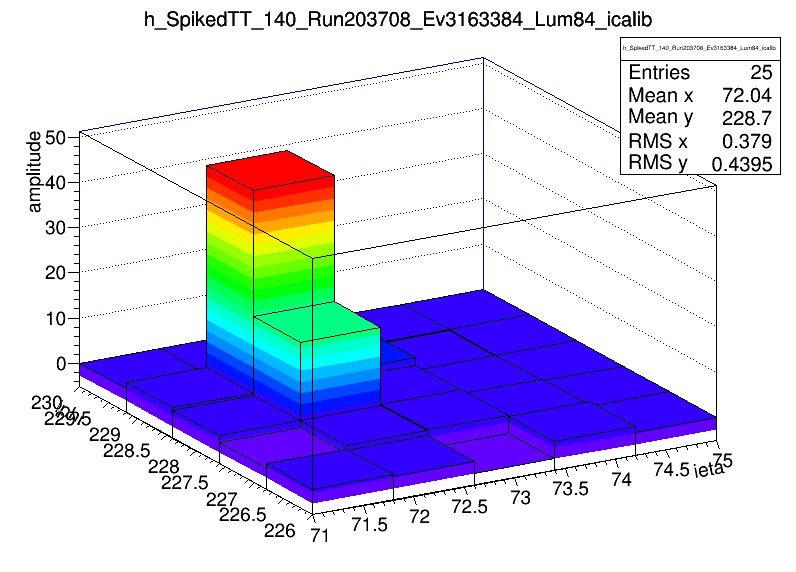 h_SpikedTT_140_Run203708_Ev3163384_Lum84_icalib
h_SpikedTT_140_Run203708_Ev3163384_Lum84_icalib
Entries 25
Mean x 72.04
Mean y 228.7
RMS x 0.379
RMS y 0.4395
amplitude
50
40
30
20
10
0
230
229.5
229
228.5
228
227.5
227
226.5
226
71
71.5
72
72.5
73
73.5
74
74.5
75
ieta